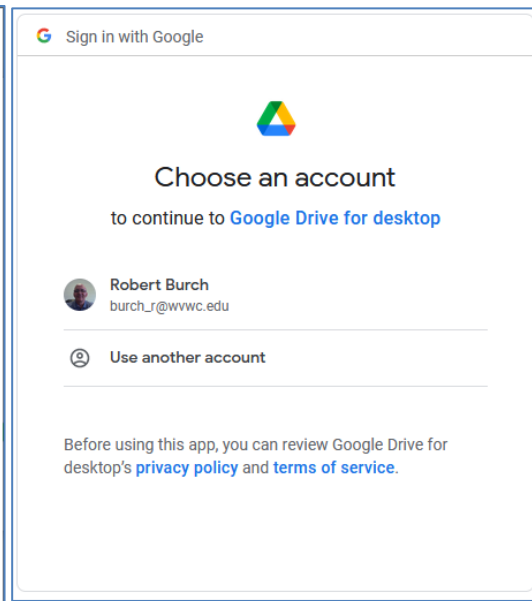 Sign in with Google
Choose an account
to continue to Google Drive for desktop
Robert Burch
burch_r@wvwc.edu
Use another account
Before using this app, you can review Google Drive for
desktop's privacy policy and terms of service.